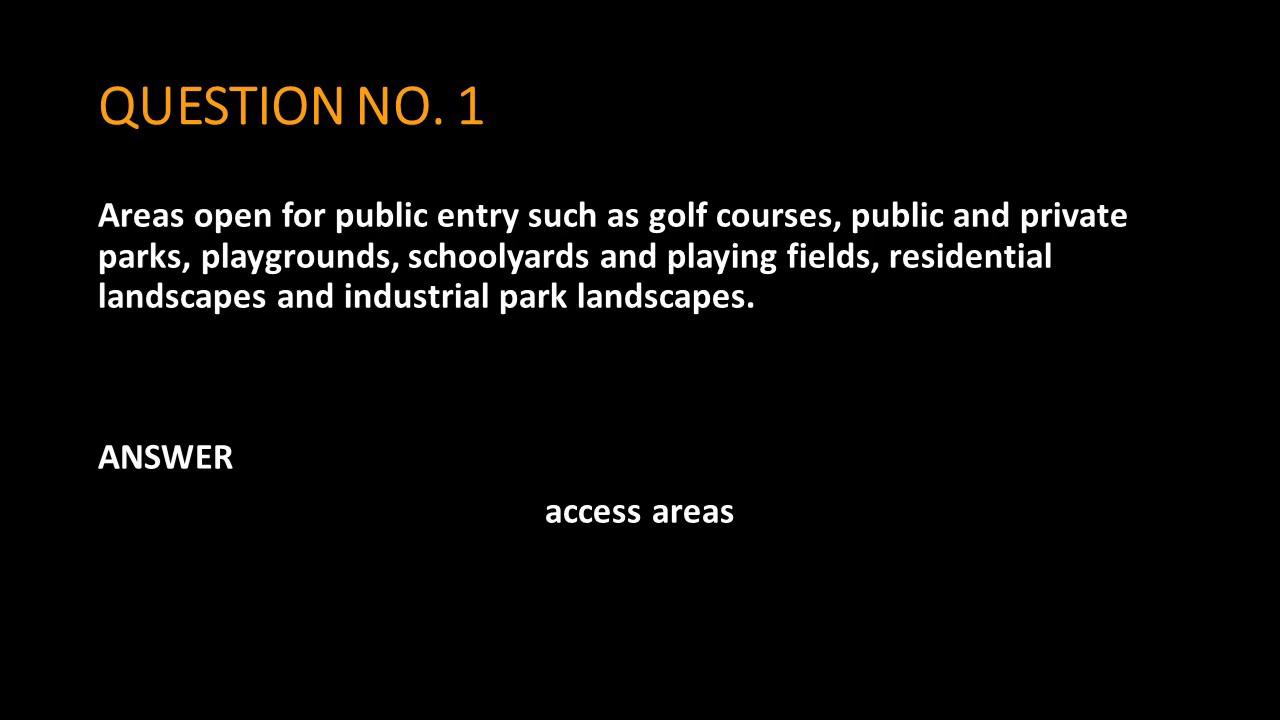 QUESTION NO. 1
Areas open for public entry such as golf courses, public and private
parks, playgrounds, schoolyards and playing fields, residential
landscapes and industrial park landscapes.
ANSWER
access areas